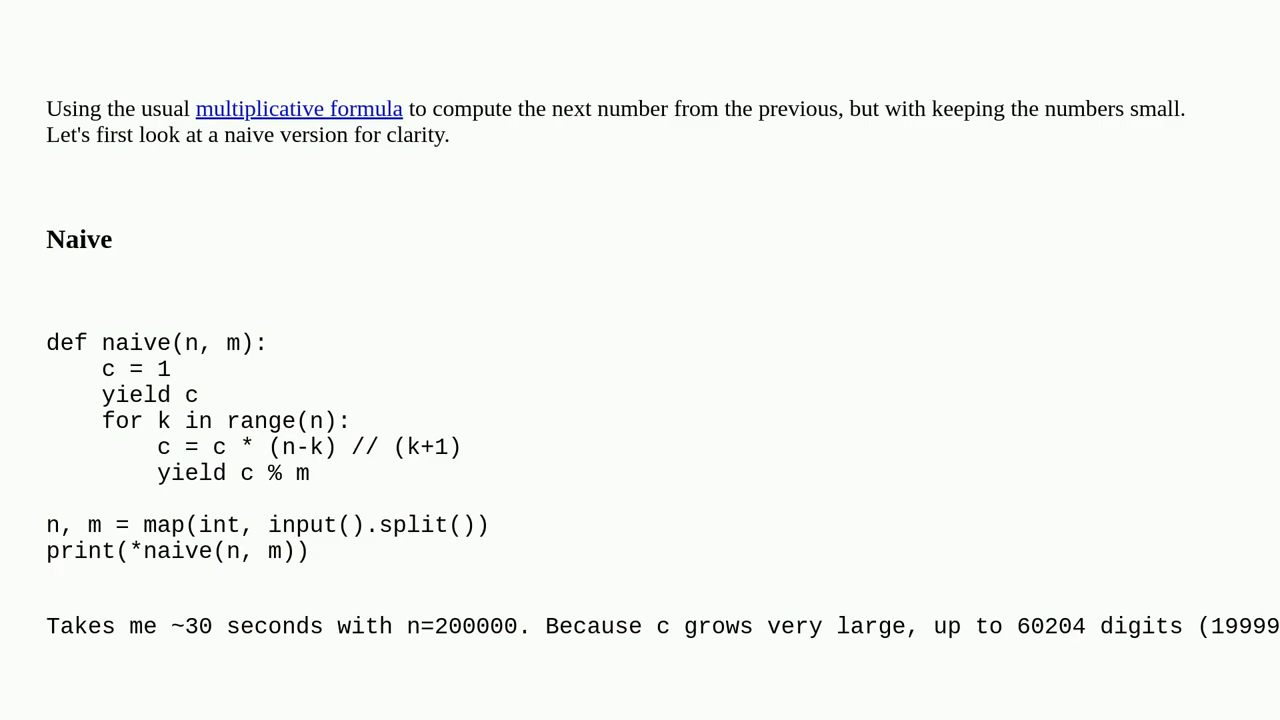 Using the usual multiplicative formula to compute the next number from the previous, but with keeping the numbers small.
Let's first look at a naive version for clarity.
Naive
def naive(n, m):
    c = 1
    yield c
    for k in range(n):
        c = c * (n-k) // (k+1)
        yield c % m
n, m = map(int, input().split())
print(*naive(n, m))
Takes me ~30 seconds with n=200000. Because c grows very large, up to 60204 digits (19999